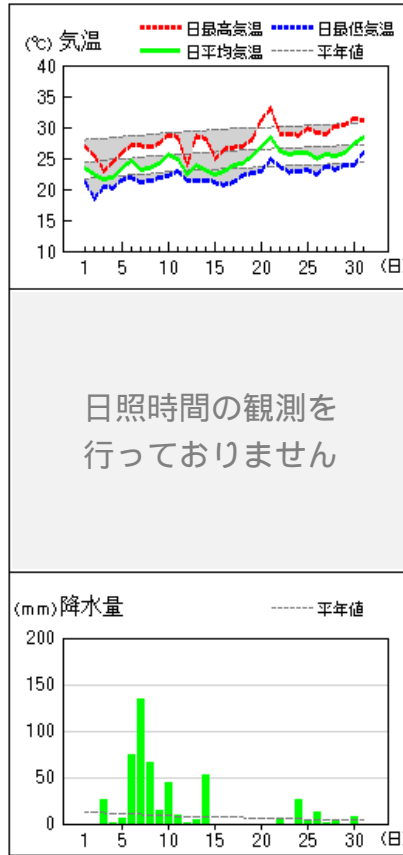 (℃) 気温
日最高気温 日最低気温
日平均気温 平年値
40
35
30
25
20
15
10
1 5 10 15 20 25 30 (日
日照時間の観測を
行っておりません
(mm) 降水量 平年値
200
150
100
50
0
1 5 10 15 20 25 30 (日